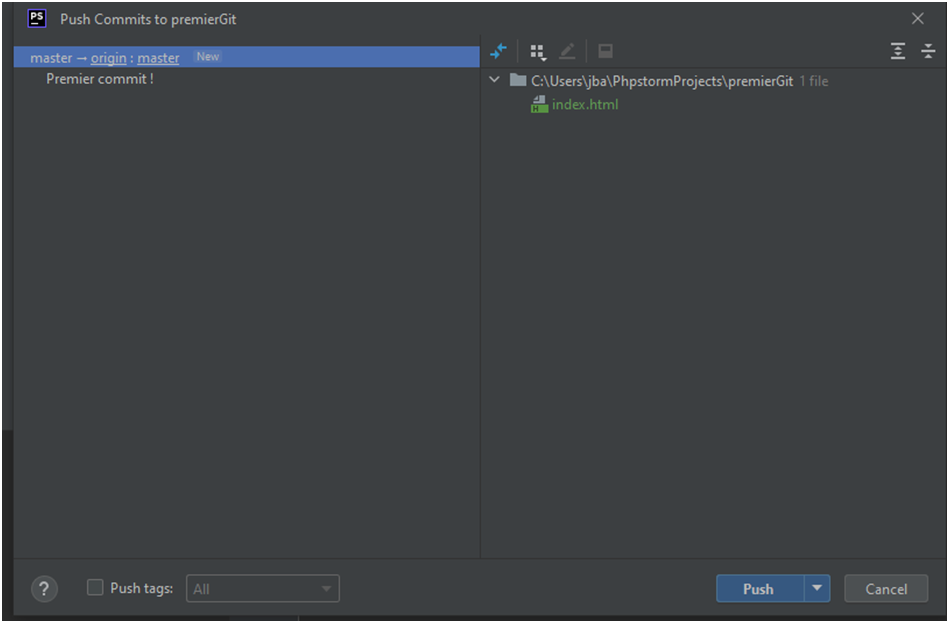 PS Push Commits to premierGit
master → origin : master New
Premier commit !
C:\Users\jba\PhpstormProjects\premierGit 1 file
H index.html
? Push tags: All
Push Cancel